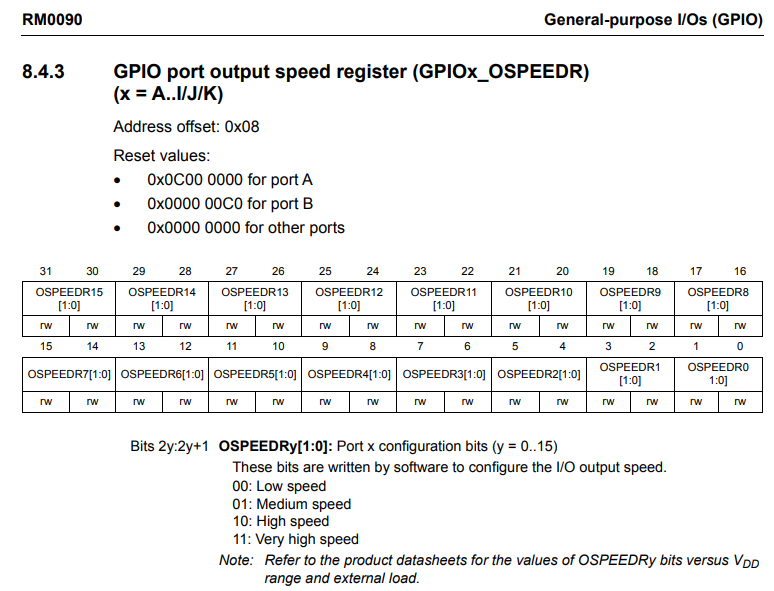 RM0090 General-purpose I/Os (GPIO)
8.4.3 GPIO port output speed register (GPIOx_OSPEEDR)
(x = A..I/J/K)
Address offset: 0x08
Reset values:
• 0x0C00 0000 for port A
• 0x0000 00C0 for port B
• 0x0000 0000 for other ports
31 30 29 28 27 26 25 24 23 22 21 20 19 18 17 16
OSPEEDR15 OSPEEDR14 OSPEEDR13 OSPEEDR12 OSPEEDR11 OSPEEDR10 OSPEEDR9 OSPEEDR8
[1:0] [1:0] [1:0] [1:0] [1:0] [1:0] [1:0] [1:0]
rw rw rw rw rw rw rw rw rw rw rw rw rw rw rw rw
15 14 13 12 11 10 9 8 7 6 5 4 3 2 1 0
OSPEEDR7[1:0] OSPEEDR6[1:0] OSPEEDR5[1:0] OSPEEDR4[1:0] OSPEEDR3[1:0] OSPEEDR2[1:0] OSPEEDR1 OSPEEDR0
[1:0] 1:0]
rw rw rw rw rw rw rw rw rw rw rw rw rw rw rw rw
Bits 2y:2y+1 OSPEEDRy[1:0]: Port x configuration bits (y = 0..15)
These bits are written by software to configure the I/O output speed.
00: Low speed
01: Medium speed
10: High speed
11: Very high speed
Note: Refer to the product datasheets for the values of OSPEEDRy bits versus VDD
range and external load.